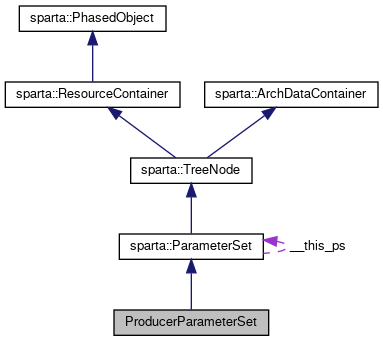 sparta::PhasedObject
sparta::ResourceContainer
sparta::ArchDataContainer
sparta::TreeNode
sparta::ParameterSet
__this_ps
ProducerParameterSet